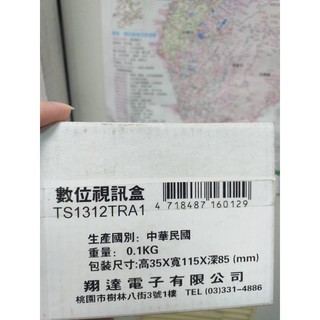 數位視訊盒
TS1312TRA1
4 718487 160129
生產國別: 中華民國
重量: 0.1KG
包裝尺寸:高35X寬115X深85 (mm)
翔達電子有限公司
桃園市樹林八街3號1樓 TEL (03)331-4886